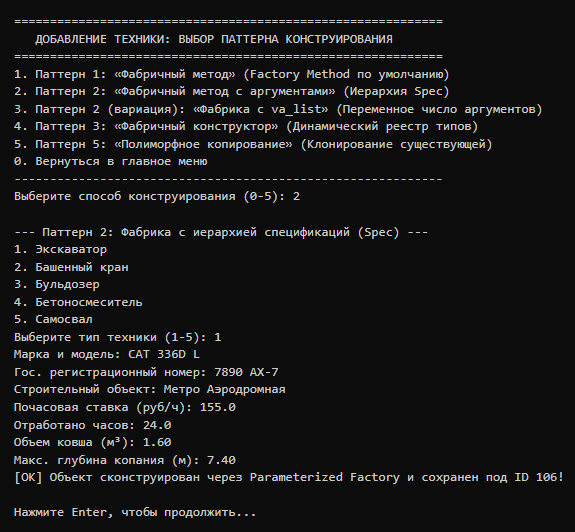 ============================================================
ДОБАВЛЕНИЕ ТЕХНИКИ: ВЫБОР ПАТТЕРНА КОНСТРУИРОВАНИЯ
============================================================
1. Паттерн 1: «Фабричный метод» (Factory Method по умолчанию)
2. Паттерн 2: «Фабричный метод с аргументами» (Иерархия Spec)
3. Паттерн 2 (вариация): «Фабрика с va_list» (Переменное число аргументов)
4. Паттерн 3: «Фабричный конструктор» (Динамический реестр типов)
5. Паттерн 5: «Полиморфное копирование» (Клонирование существующей)
0. Вернуться в главное меню
------------------------------------------------------------
Выберите способ конструирования (0-5): 2
--- Паттерн 2: Фабрика с иерархией спецификаций (Spec) ---
1. Экскаватор
2. Башенный кран
3. Бульдозер
4. Бетоносмеситель
5. Самосвал
Выберите тип техники (1-5): 1
Марка и модель: CAT 336D L
Гос. регистрационный номер: 7890 AX-7
Строительный объект: Метро Аэродромная
Почасовая ставка (руб/ч): 155.0
Отработано часов: 24.0
Объем ковша (м³): 1.60
Макс. глубина копания (м): 7.40
[OK] Объект сконструирован через Parameterized Factory и сохранен под ID 106!
Нажмите Enter, чтобы продолжить...